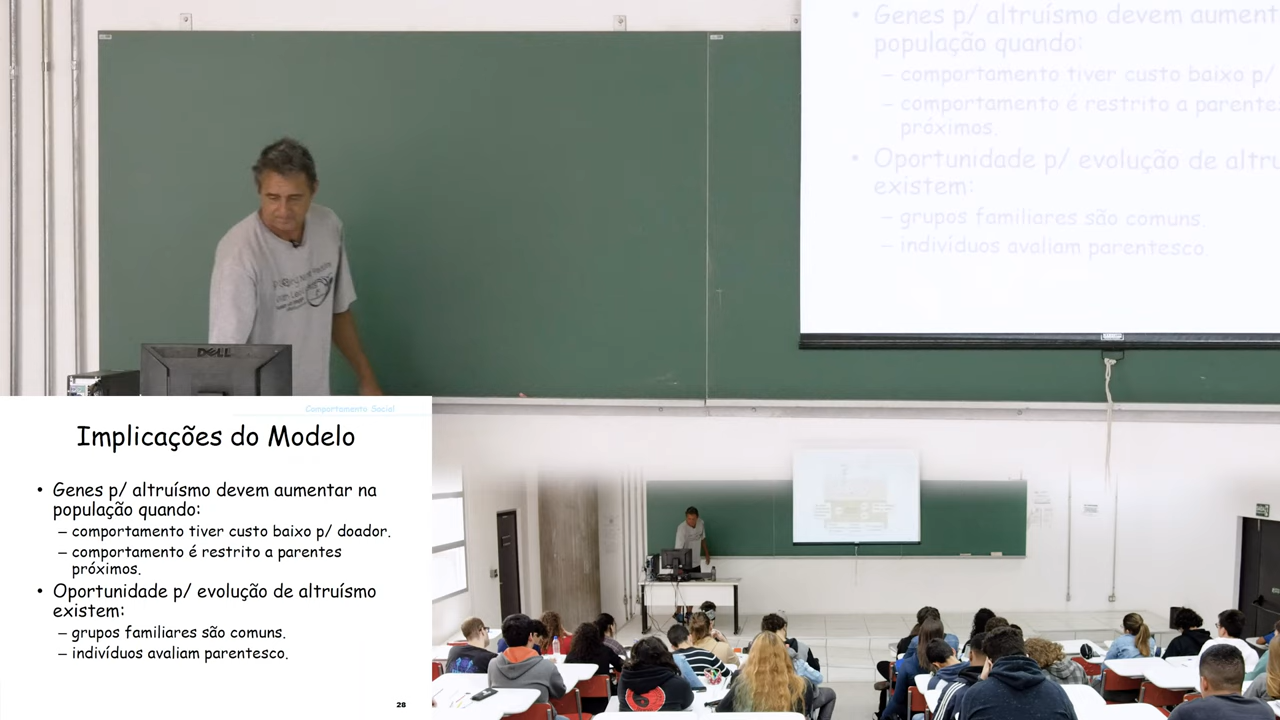 • Genes p/ altruísmo devem aument
população quando:
– comportamento tiver custo baixo p/
– comportamento é restrito a parente
próximos.
• Oportunidade p/ evolução de altru
existem:
– grupos familiares são comuns.
– indivíduos avaliam parentesco
DELL
Comportamento Social
Implicações do Modelo
• Genes p/ altruísmo devem aumentar na
população quando:
– comportamento tiver custo baixo p/ doador.
– comportamento é restrito a parentes
próximos.
• Oportunidade p/ evolução de altruísmo
existem:
– grupos familiares são comuns.
– indivíduos avaliam parentesco.
28